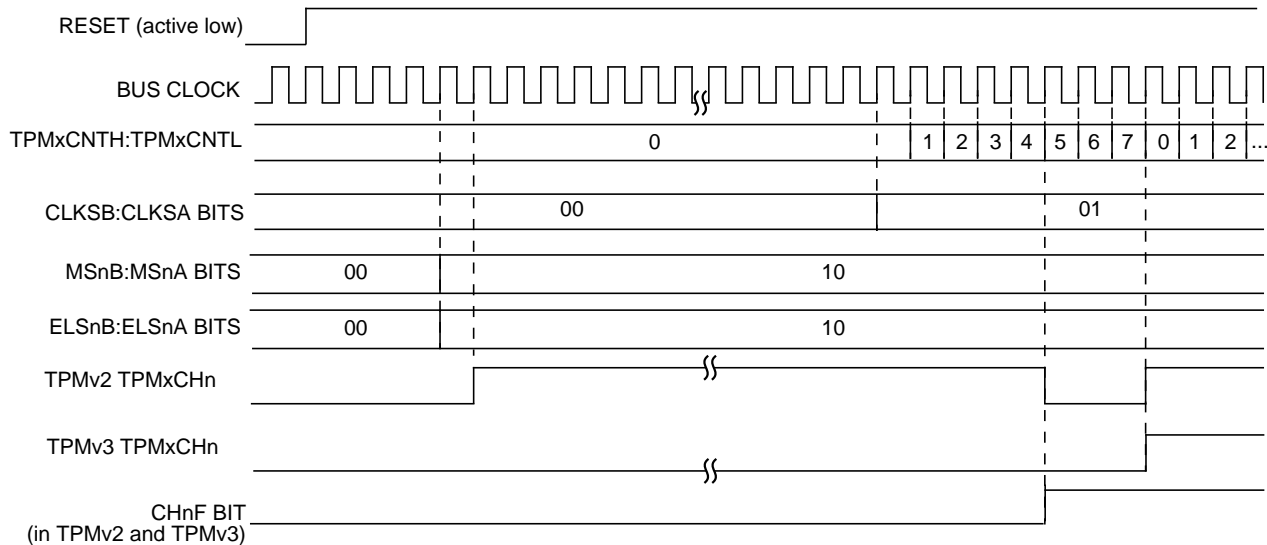 RESET (active low)
BUS CLOCK
TPMxCNTH:TPMxCNTL 0 1 2 3 4 5 6 7 0 1 2 ...
CLKSB:CLKSA BITS 00 01
MSnB:MSnA BITS 00 10
ELSnB:ELSnA BITS 00 10
TPMv2 TPMxCHn
TPMv3 TPMxCHn
CHnF BIT
(in TPMv2 and TPMv3)